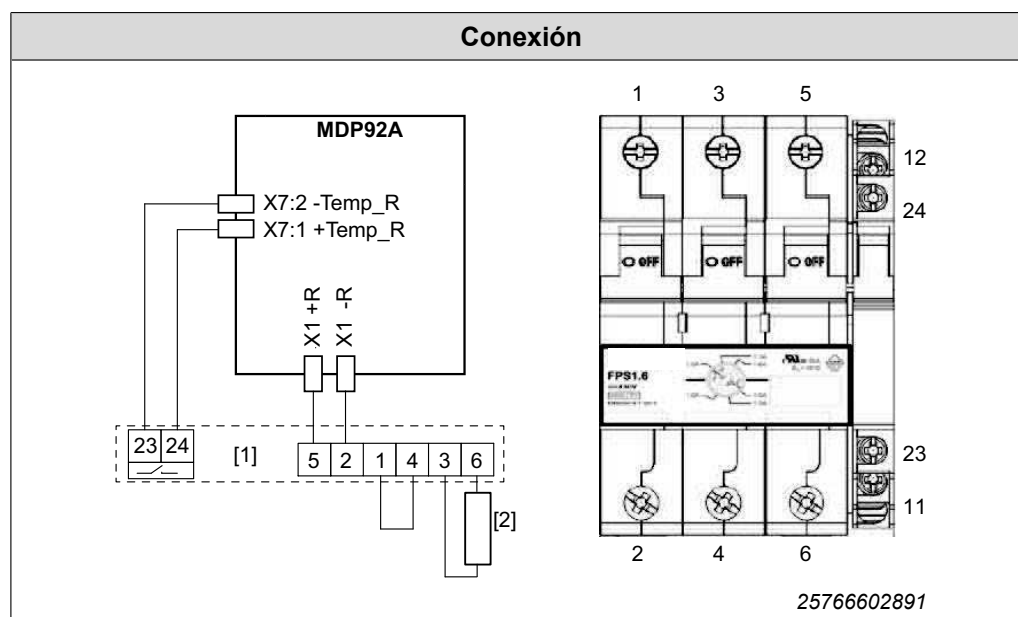 Conexión
1 3 5
MDP92A
12
X7:2 -Temp_R
24
X7:1 +Temp_R
OFF OFF OFF
X1 +R
X1 -R
FPS1.6
23 24 [1] 5 2 1 4 3 6
23
[2]
11
2 4 6
25766602891